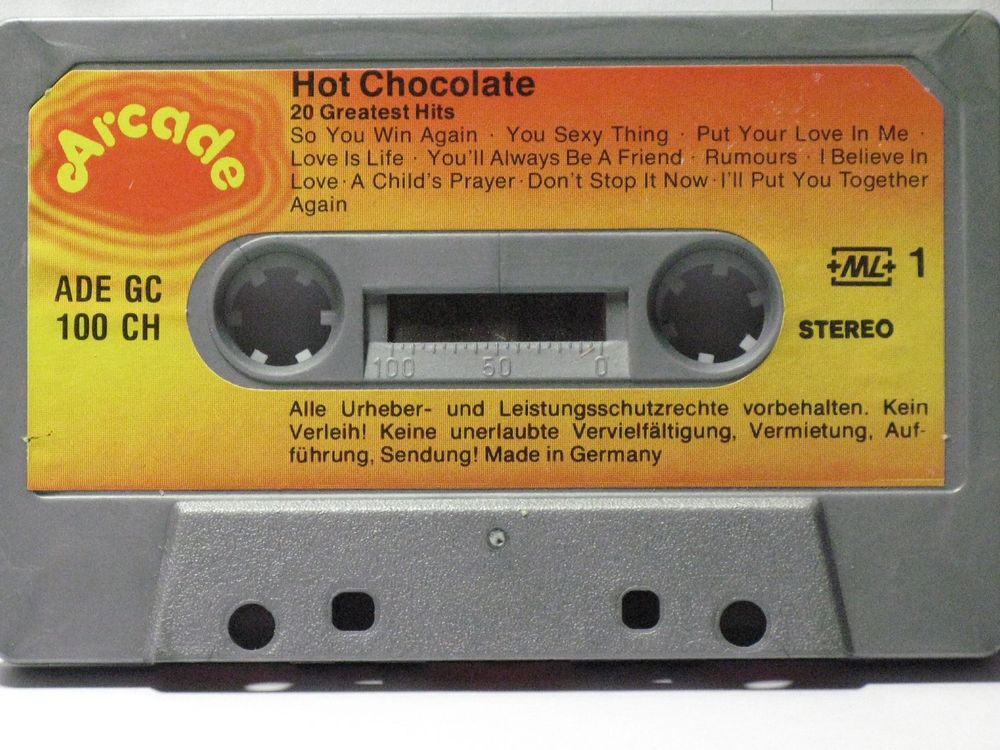 Arcade
Hot Chocolate
20 Greatest Hits
So You Win Again · You Sexy Thing · Put Your Love In Me ·
Love Is Life · You'll Always Be A Friend · Rumours · I Believe In
Love · A Child's Prayer · Don't Stop It Now · I'll Put You Together
Again
ADE GC
100 CH
+ML+ 1
STEREO
100 50 0
Alle Urheber- und Leistungsschutzrechte vorbehalten. Kein
Verleih! Keine unerlaubte Vervielfältigung, Vermietung, Auf-
führung, Sendung! Made in Germany